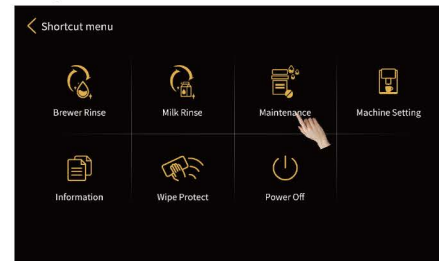 Shortcut menu
Brewer Rinse
Milk Rinse
Maintenance
Machine Setting
Information
Wipe Protect
Power Off